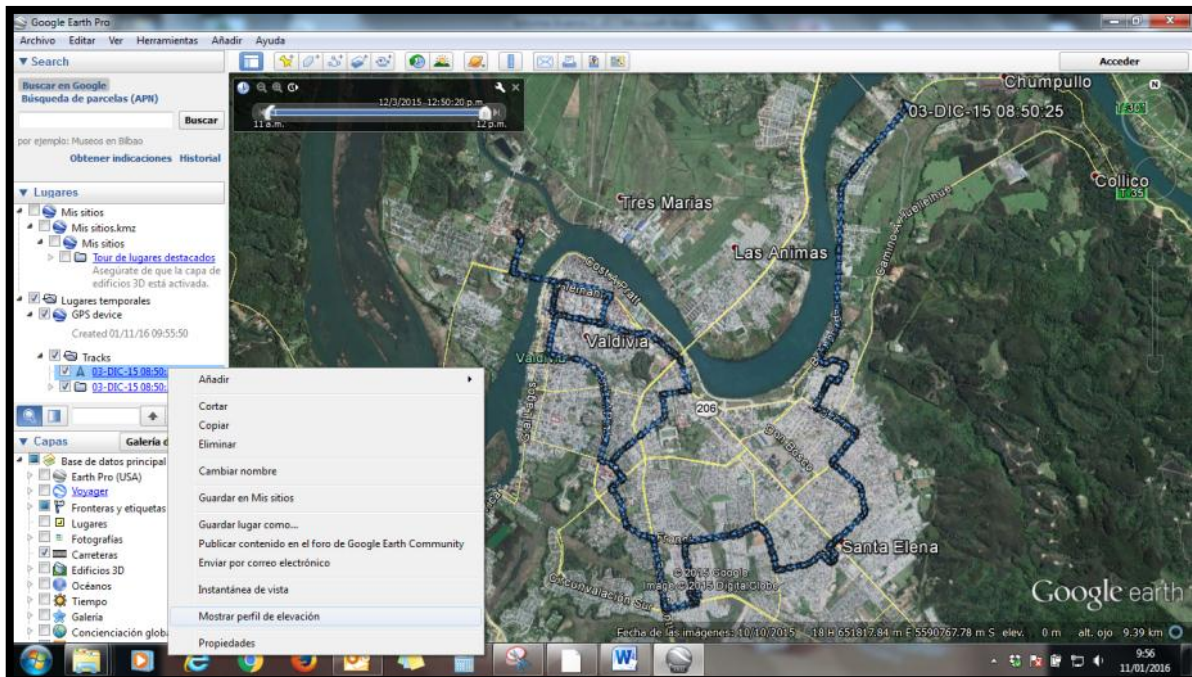 Google Earth Pro
Archivo Editar Ver Herramientas Añadir Ayuda
Search
Buscar en Google
Búsqueda de parcelas (APN)
Buscar
por ejemplo: Museos en Bilbao
Obtener indicaciones Historial
Lugares
Mis sitios
Mis sitios.kmz
Mis sitios
Tour de lugares destacados
Asegúrate de que la capa de
edificios 3D está activada.
Lugares temporales
GPS device
Created 01/11/16 09:55:50
Tracks
03-DIC-15 08:50:
03-DIC-15 08:50:
Capas
Galería d
Base de datos principal
Earth Pro (USA)
Voyager
Fronteras y etiquetas
Lugares
Fotografías
Carreteras
Edificios 3D
Océanos
Tiempo
Galería
Concienciación globa
Añadir
Cortar
Copiar
Eliminar
Cambiar nombre
Guardar en Mis sitios
Guardar lugar como...
Publicar contenido en el foro de Google Earth Community
Enviar por correo electrónico
Instantánea de vista
Mostrar perfil de elevación
Propiedades
Acceder
12/3/2015 12:50:20 p.m.
11 a.m.
12 p.m.
Chumpullo
N
03-DIC-15 08:50:25
Collico
T-35
Tres Marias
Las Animas
Valdivia
206
Don Bosco
Santa Elena
Circunvalación Sur
© 2015 Google
Image © 2015 DigitalGlobe
Google earth
Fecha de las imágenes: 10/10/2015 18 H 651817.84 m E 5590767.78 m S elev. 0 m alt. ojo 9.39 km
9:56
11/01/2016